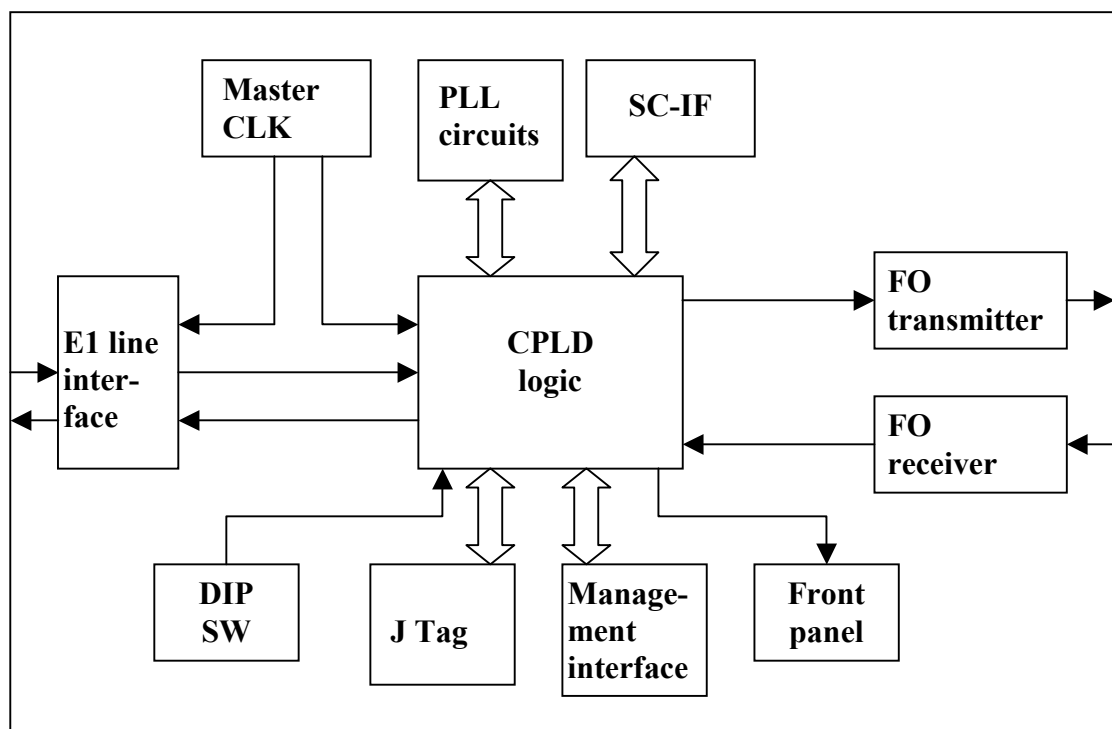 Master
CLK
PLL
circuits
SC-IF
E1 line
inter-
face
CPLD
logic
FO
transmitter
FO
receiver
DIP
SW
J Tag
Manage-
ment
interface
Front
panel